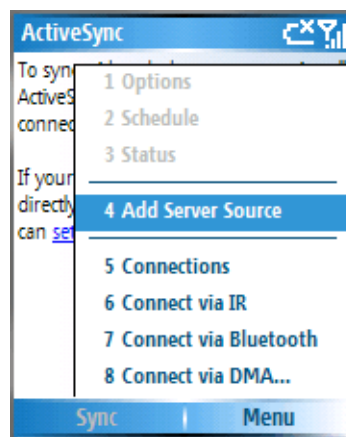 ActiveSync
To syn
ActiveS
connec
If your
directly
can set
1 Options
2 Schedule
3 Status
4 Add Server Source
5 Connections
6 Connect via IR
7 Connect via Bluetooth
8 Connect via DMA...
Sync Menu